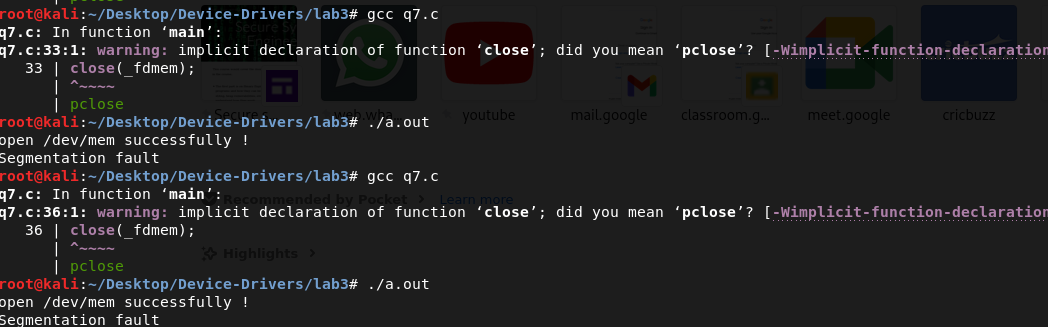 root@kali:~/Desktop/Device-Drivers/lab3# gcc q7.c
q7.c: In function ‘main’:
q7.c:33:1: warning: implicit declaration of function ‘close’; did you mean ‘pclose’? [-Wimplicit-function-declaration
33 | close(_fdmem);
| ^~~~~
| pclose
root@kali:~/Desktop/Device-Drivers/lab3# ./a.out
open /dev/mem successfully !
Segmentation fault
root@kali:~/Desktop/Device-Drivers/lab3# gcc q7.c
q7.c: In function ‘main’:
q7.c:36:1: warning: implicit declaration of function ‘close’; did you mean ‘pclose’? [-Wimplicit-function-declaration
36 | close(_fdmem);
| ^~~~~
| pclose
root@kali:~/Desktop/Device-Drivers/lab3# ./a.out
open /dev/mem successfully !
Segmentation fault
Secure
web.wha...
youtube
mail.google
classroom.g...
meet.google
cricbuzz
Recommended by Pocket
Learn more
Highlights